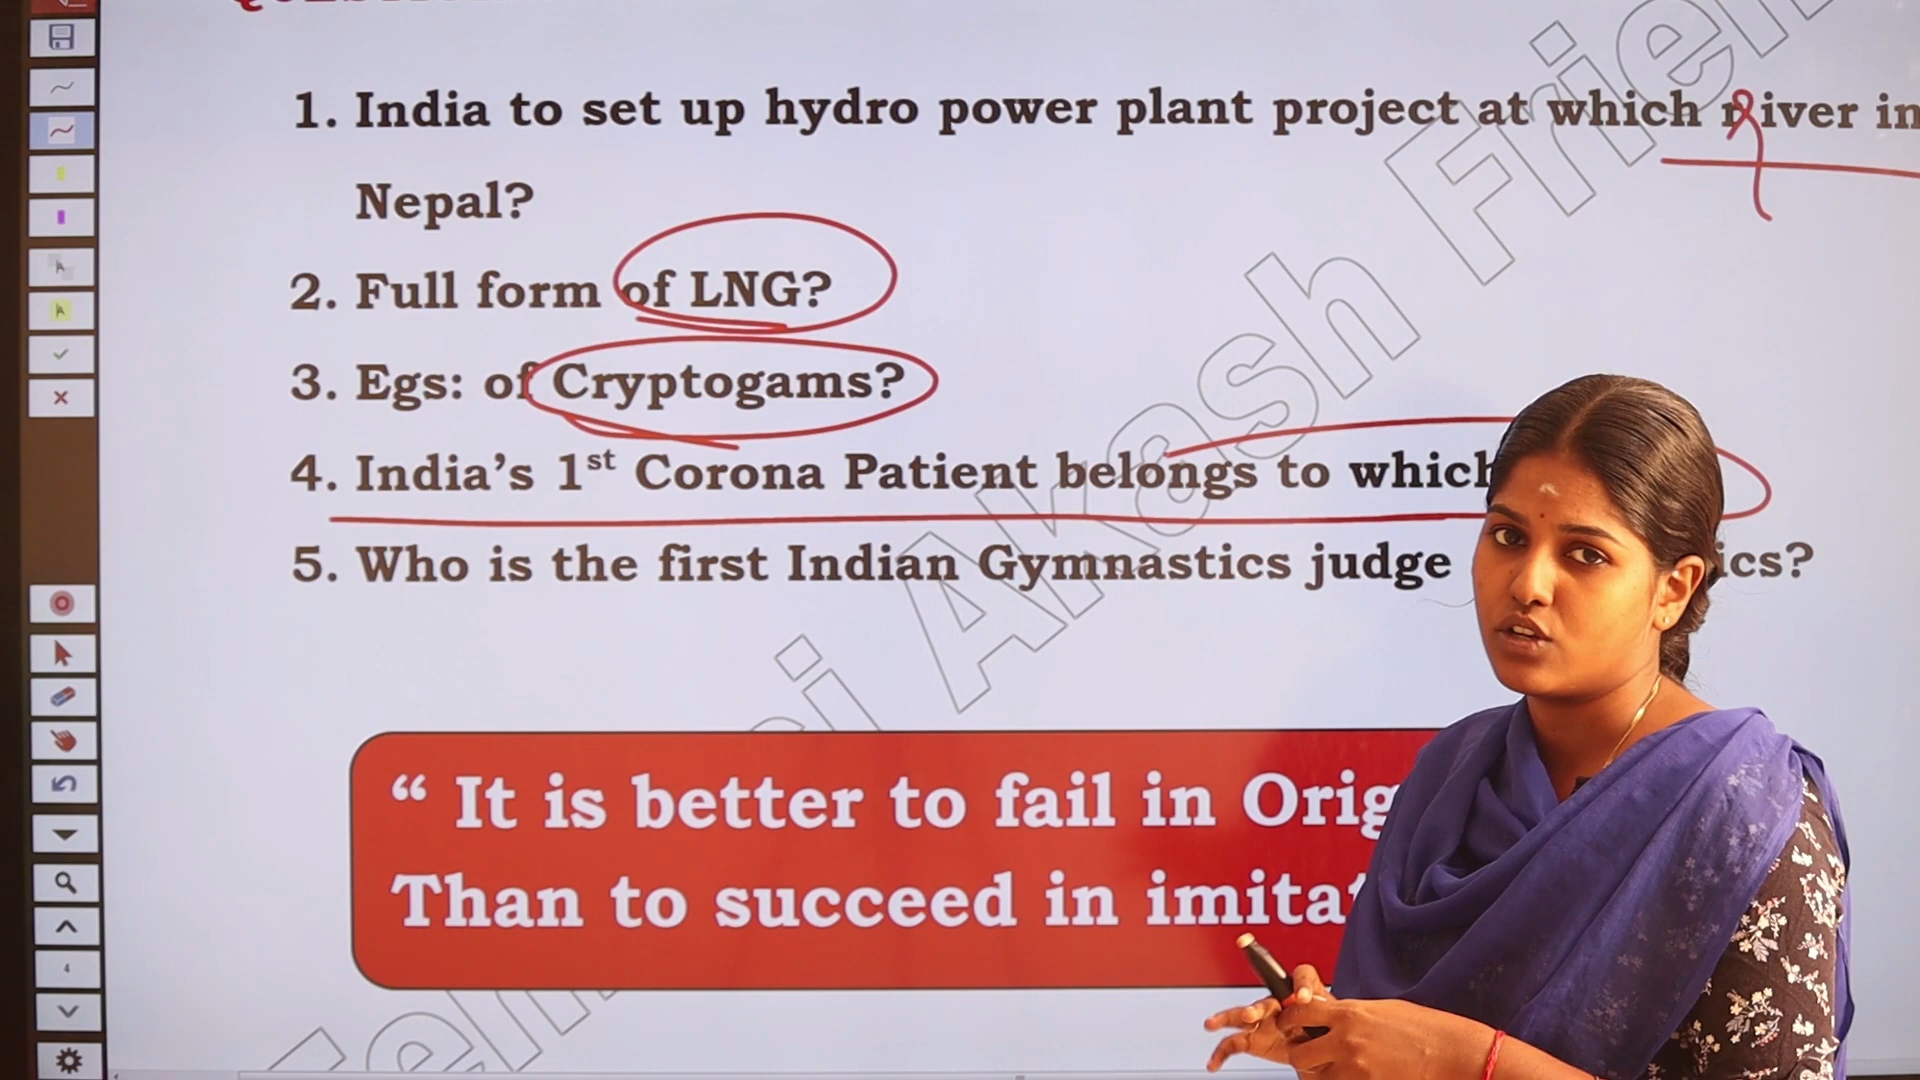 1. India to set up hydro power plant project at which river in
Nepal?
2. Full form of LNG?
3. Egs: of Cryptogams?
4. India's 1st Corona Patient belongs to which
5. Who is the first Indian Gymnastics judge
“ It is better to fail in
Than to succeed in
Akash
4